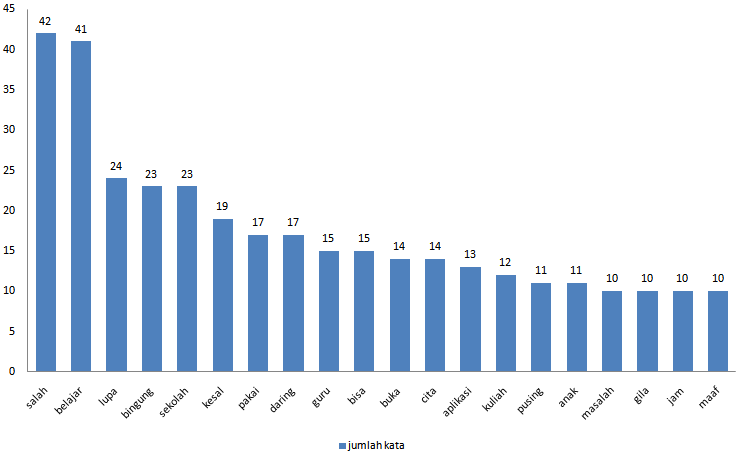 45
40
35
30
25
20
15
10
5
0
42
41
24
23
23
19
17
17
15
15
14
14
13
12
11
11
10
10
10
10
salah
belajar
lupa
bingung
sekolah
kesal
pakai
daring
guru
bisa
buka
cita
aplikasi
kuliah
pusing
anak
masalah
gila
jam
maaf
jumlah kata